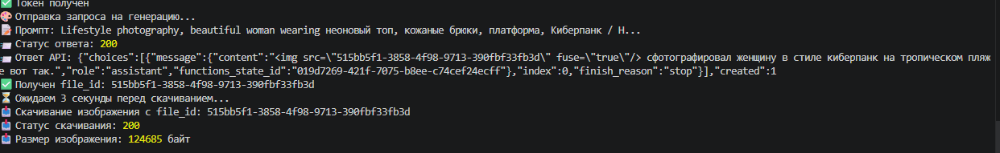 ✅ Токен получен
🎨 Отправка запроса на генерацию...
📝 Промпт: Lifestyle photography, beautiful woman wearing неоновый топ, кожаные брюки, платформа, Киберпанк / Н...
📨 Статус ответа: 200
📨 Ответ API: {"choices":[{"message":{"content":"<img src=\"515bb5f1-3858-4f98-9713-390fbf33fb3d\" fuse=\"true\"/> сфотографировал женщину в стиле киберпанк на тропическом пляж
е вот так.","role":"assistant","functions_state_id":"019d7269-421f-7075-b8ee-c74cef24ecff"},"index":0,"finish_reason":"stop"}],"created":1
✅ Получен file_id: 515bb5f1-3858-4f98-9713-390fbf33fb3d
⏳ Ожидаем 3 секунды перед скачиванием...
📥 Скачивание изображения с file_id: 515bb5f1-3858-4f98-9713-390fbf33fb3d
📥 Статус скачивания: 200
📥 Размер изображения: 124685 байт